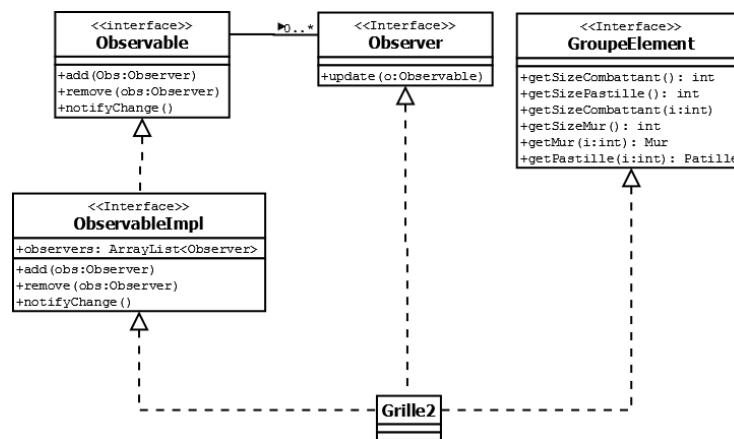 <<interface>>
Observable
+add(Obs:Observer)
+remove(obs:Observer)
+notifyChange()
0..*
<<Interface>>
Observer
+update(o:Observable)
<<Interface>>
GroupeElement
+getSizeCombattant(): int
+getSizePastille(): int
+getSizeCombattant(i:int)
+getSizeMur(): int
+getMur(i:int): Mur
+getPastille(i:int): Patille
<<Interface>>
ObservableImpl
+observers: ArrayList<Observer>
+add(obs:Observer)
+remove(obs:Observer)
+notifyChange()
Grille2